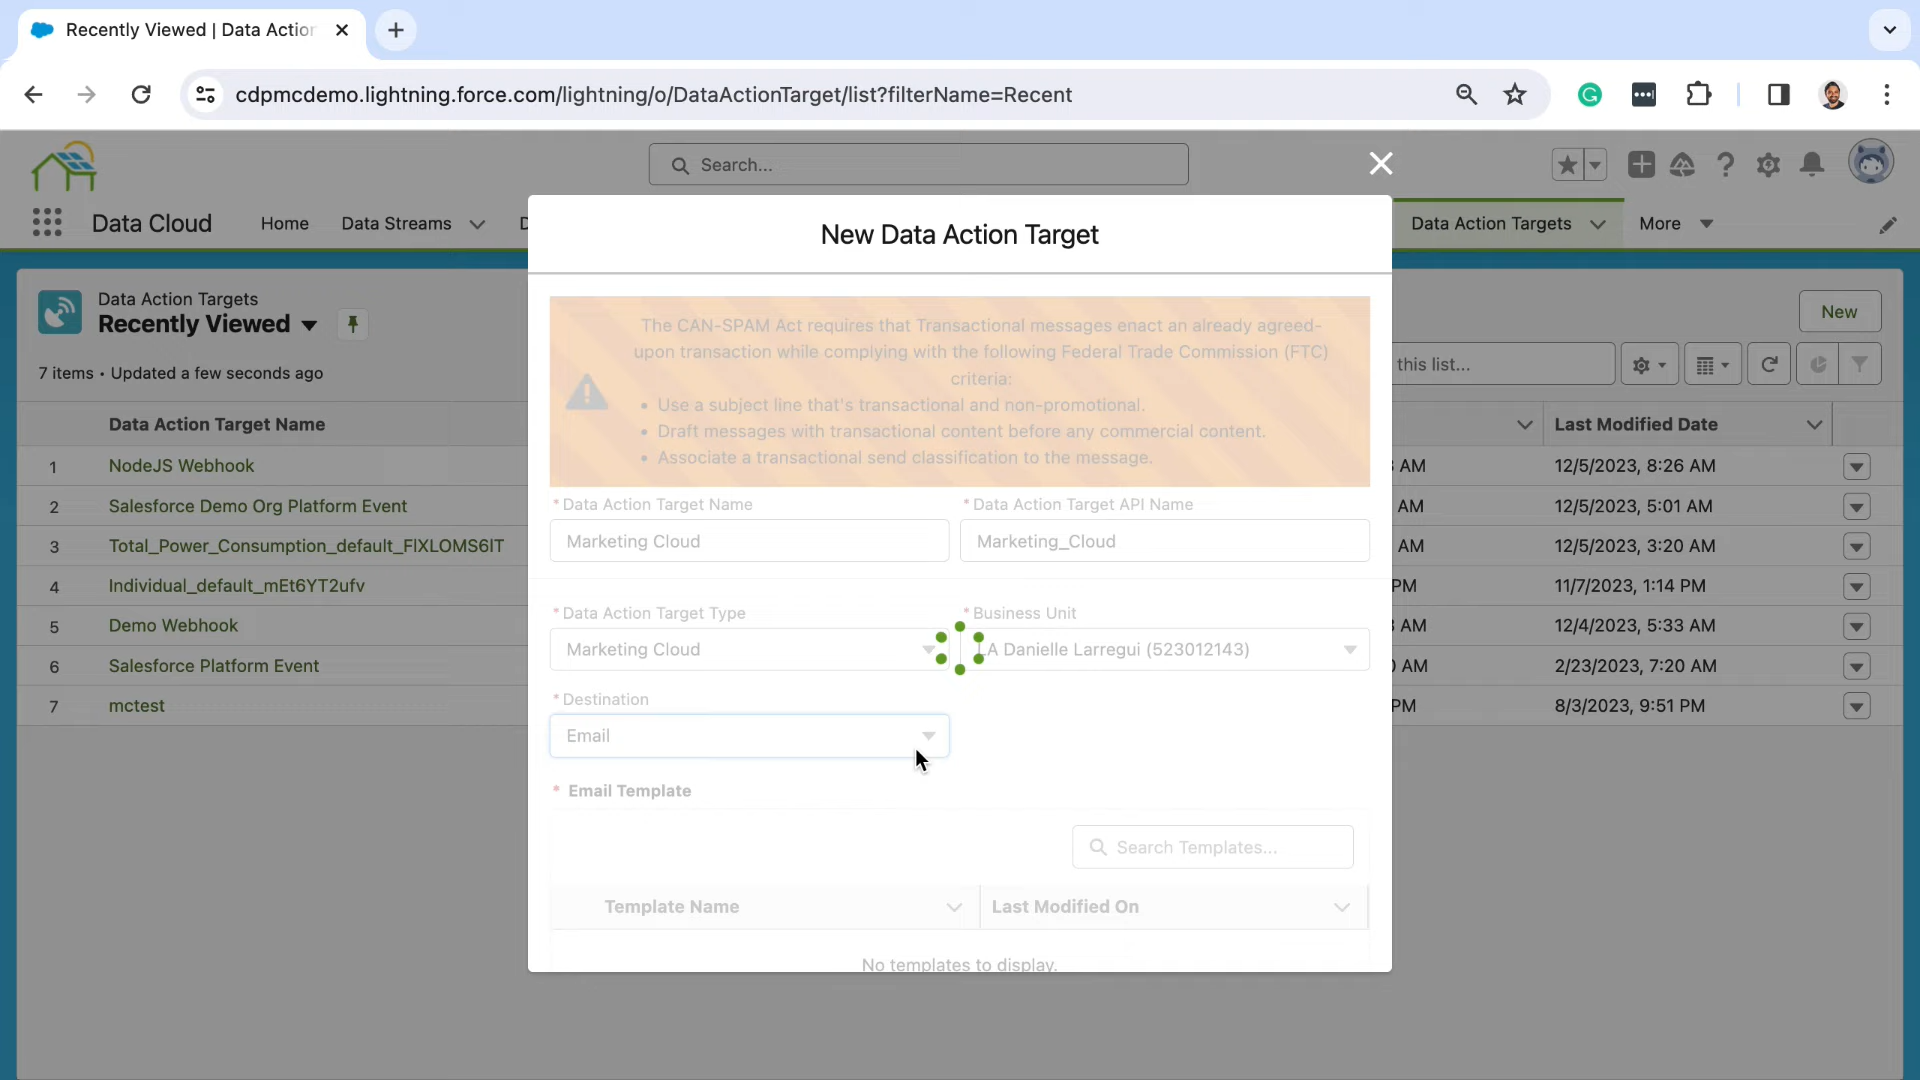 Recently Viewed | Data Action
cdpmcdemo.lightning.force.com/lightning/o/DataActionTarget/list?filterName=Recent
Search...
Data Cloud
Home
Data Streams
D
Data Action Targets
More
New Data Action Target
Data Action Targets
Recently Viewed
7 items • Updated a few seconds ago
New
this list...
The CAN-SPAM Act requires that Transactional messages enact an already agreed-
upon transaction while complying with the following Federal Trade Commission (FTC)
criteria:
• Use a subject line that's transactional and non-promotional.
• Draft messages with transactional content before any commercial content.
• Associate a transactional send classification to the message.
Data Action Target Name
Last Modified Date
1 NodeJS Webhook AM 12/5/2023, 8:26 AM
2 Salesforce Demo Org Platform Event AM 12/5/2023, 5:01 AM
3 Total_Power_Consumption_default_FlXLOMS6IT AM 12/5/2023, 3:20 AM
4 Individual_default_mEt6YT2ufv PM 11/7/2023, 1:14 PM
5 Demo Webhook AM 12/4/2023, 5:33 AM
6 Salesforce Platform Event AM 2/23/2023, 7:20 AM
7 mctest PM 8/3/2023, 9:51 PM
* Data Action Target Name
* Data Action Target API Name
Marketing Cloud
Marketing_Cloud
* Data Action Target Type
* Business Unit
Marketing Cloud
LA Danielle Larregui (523012143)
* Destination
Email
* Email Template
Search Templates...
Template Name
Last Modified On
No templates to display.